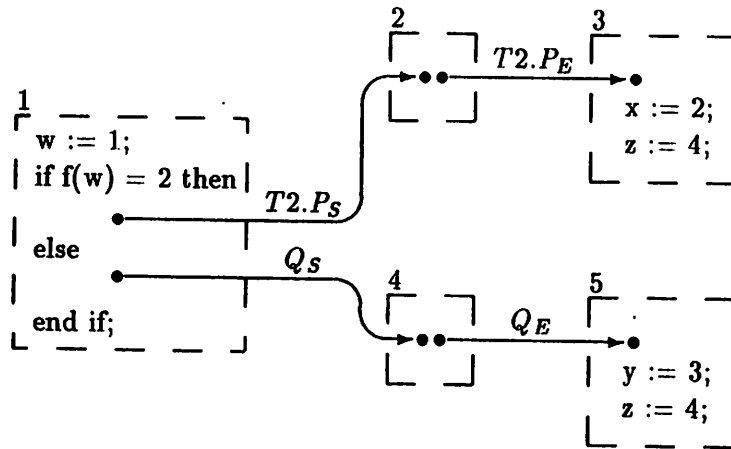 1
w := 1;
if f(w) = 2 then
else
end if;
T2.P_S
Q_S
2
T2.P_E
3
x := 2;
z := 4;
4
Q_E
5
y := 3;
z := 4;